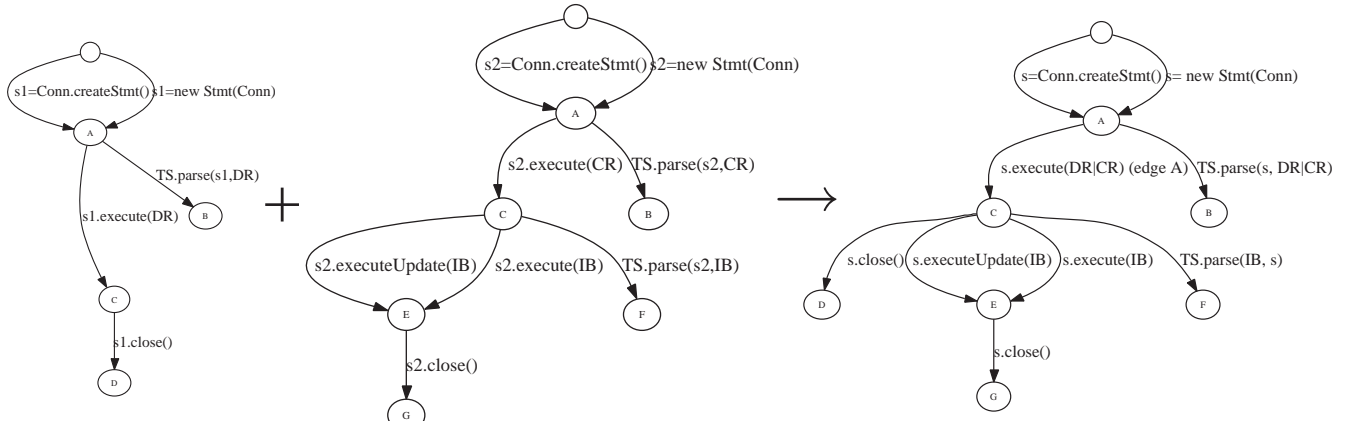 s1=Conn.createStmt() s1=new Stmt(Conn)
A
TS.parse(s1,DR)
B
s1.execute(DR)
C
s1.close()
D
+
s2=Conn.createStmt() s2=new Stmt(Conn)
A
s2.execute(CR) TS.parse(s2,CR)
C B
s2.executeUpdate(IB) s2.execute(IB) TS.parse(s2,IB)
E F
s2.close()
G
s=Conn.createStmt() s= new Stmt(Conn)
A
s.execute(DR|CR) (edge A) TS.parse(s, DR|CR)
C B
s.close() s.executeUpdate(IB) s.execute(IB) TS.parse(IB, s)
D E F
s.close()
G